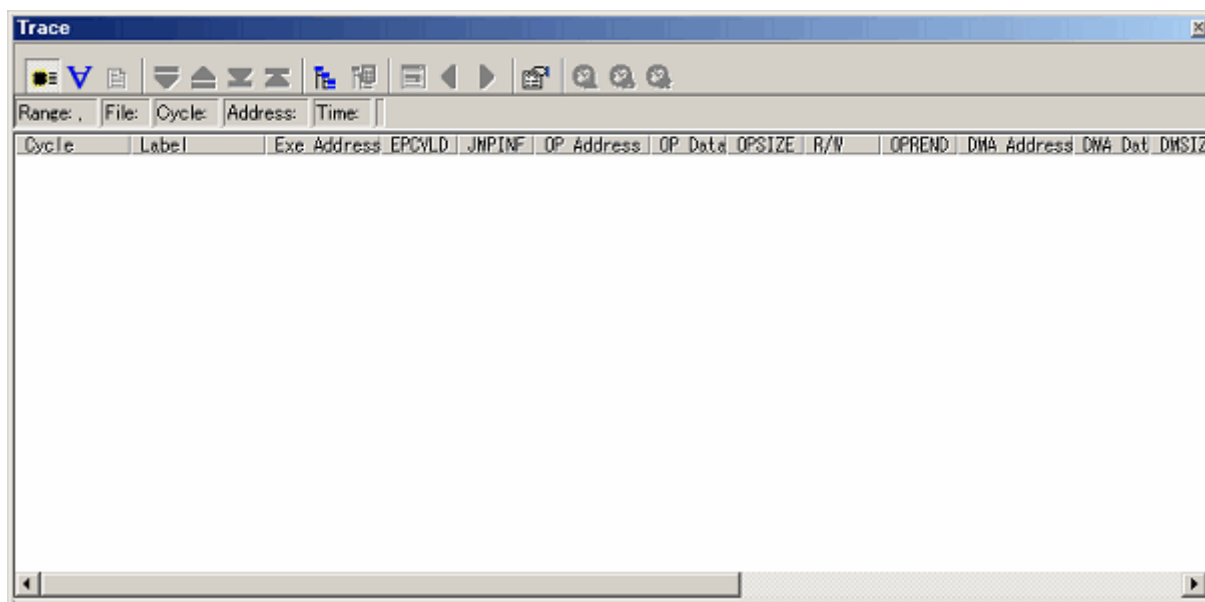 Trace
Range: , File: Cycle: Address: Time:
Cycle Label Exe Address EPCVLD JMPINF OP Address OP Data OPSIZE R/W OPREND DMA Address DMA Dat DMSIZ